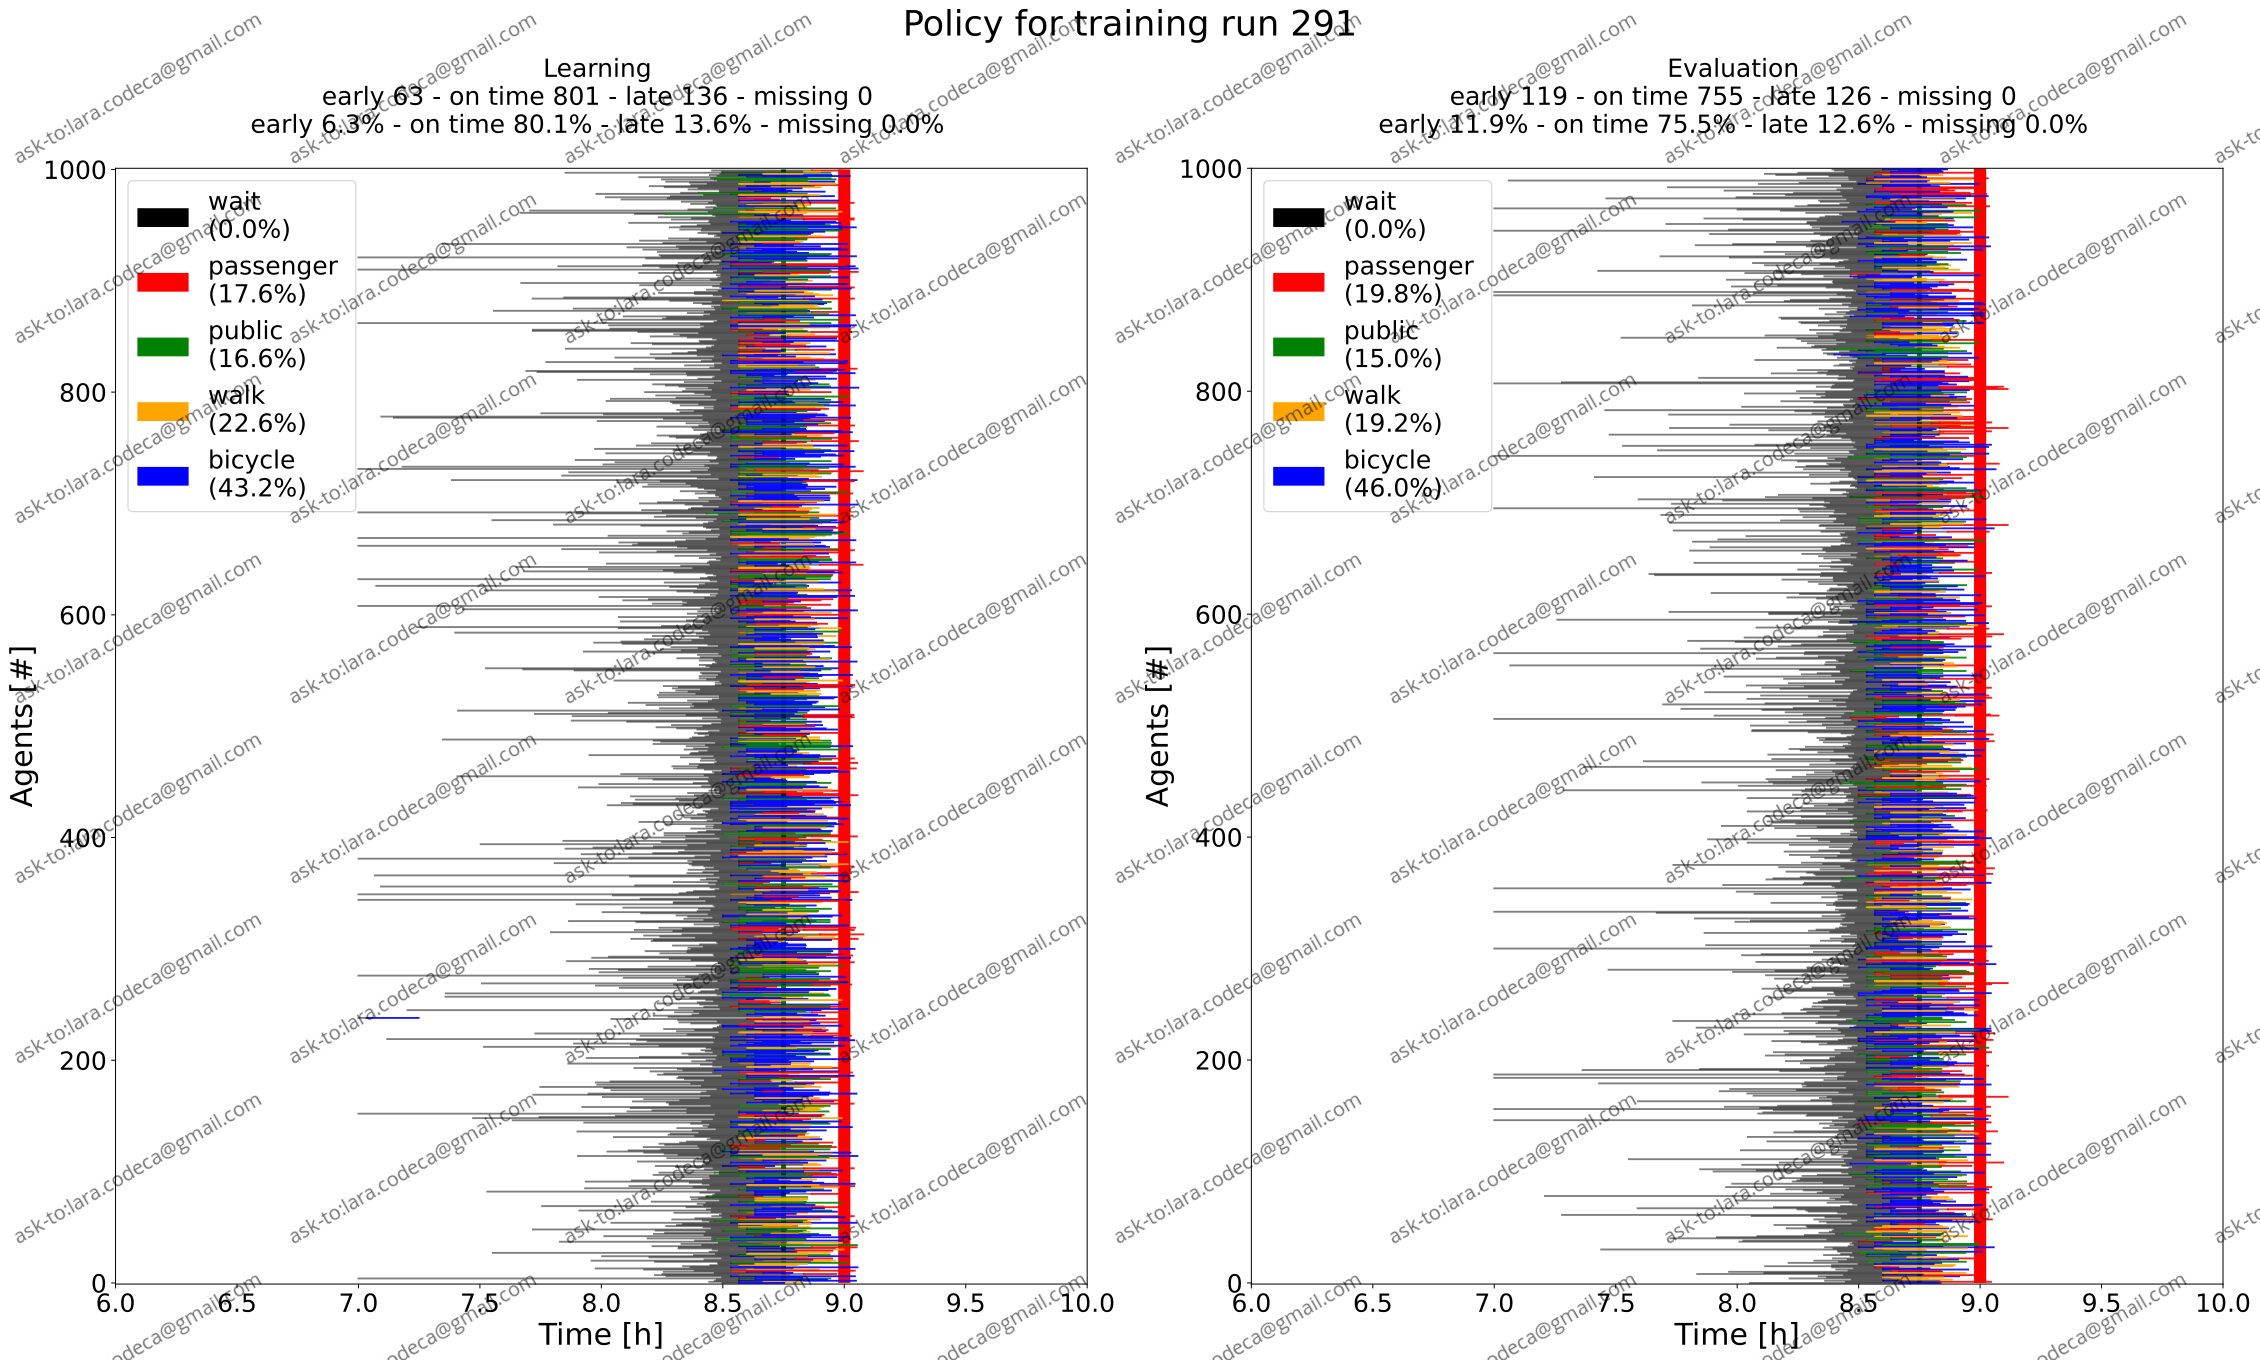 Policy for training run 291
Learning
early 63 - on time 801 - late 136 - missing 0
early 6.3% - on time 80.1% - late 13.6% - missing 0.0%
wait
(0.0%)
passenger
(17.6%)
public
(16.6%)
walk
(22.6%)
bicycle
(43.2%)
Agents [#]
1000
800
600
400
200
0
6.0 6.5 7.0 7.5 8.0 8.5 9.0 9.5 10.0
Time [h]
Evaluation
early 119 - on time 755 - late 126 - missing 0
early 11.9% - on time 75.5% - late 12.6% - missing 0.0%
wait
(0.0%)
passenger
(19.8%)
public
(15.0%)
walk
(19.2%)
bicycle
(46.0%)
Agents [#]
1000
800
600
400
200
0
6.0 6.5 7.0 7.5 8.0 8.5 9.0 9.5 10.0
Time [h]
ask-to:lara.codeca@gmail.com